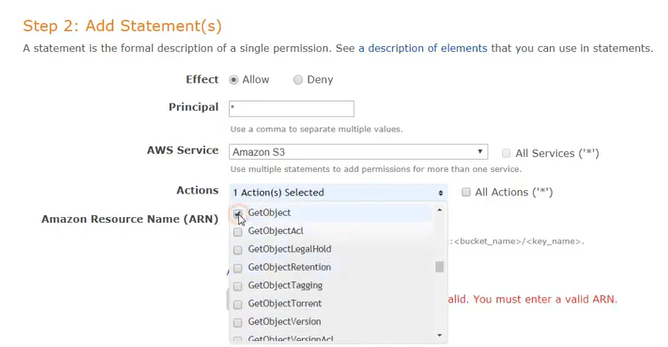 Step 2: Add Statement(s)
A statement is the formal description of a single permission. See a description of elements that you can use in statements.
Effect Allow Deny
Principal *
Use a comma to separate multiple values.
AWS Service Amazon S3 All Services ('*')
Use multiple statements to add permissions for more than one service.
Actions 1 Action(s) Selected All Actions ('*')
Amazon Resource Name (ARN) GetObject
GetObjectAcl
GetObjectLegalHold :<bucket_name>/<key_name>.
GetObjectRetention
GetObjectTagging
GetObjectTorrent valid. You must enter a valid ARN.
GetObjectVersion
GetObjectVersionAcl